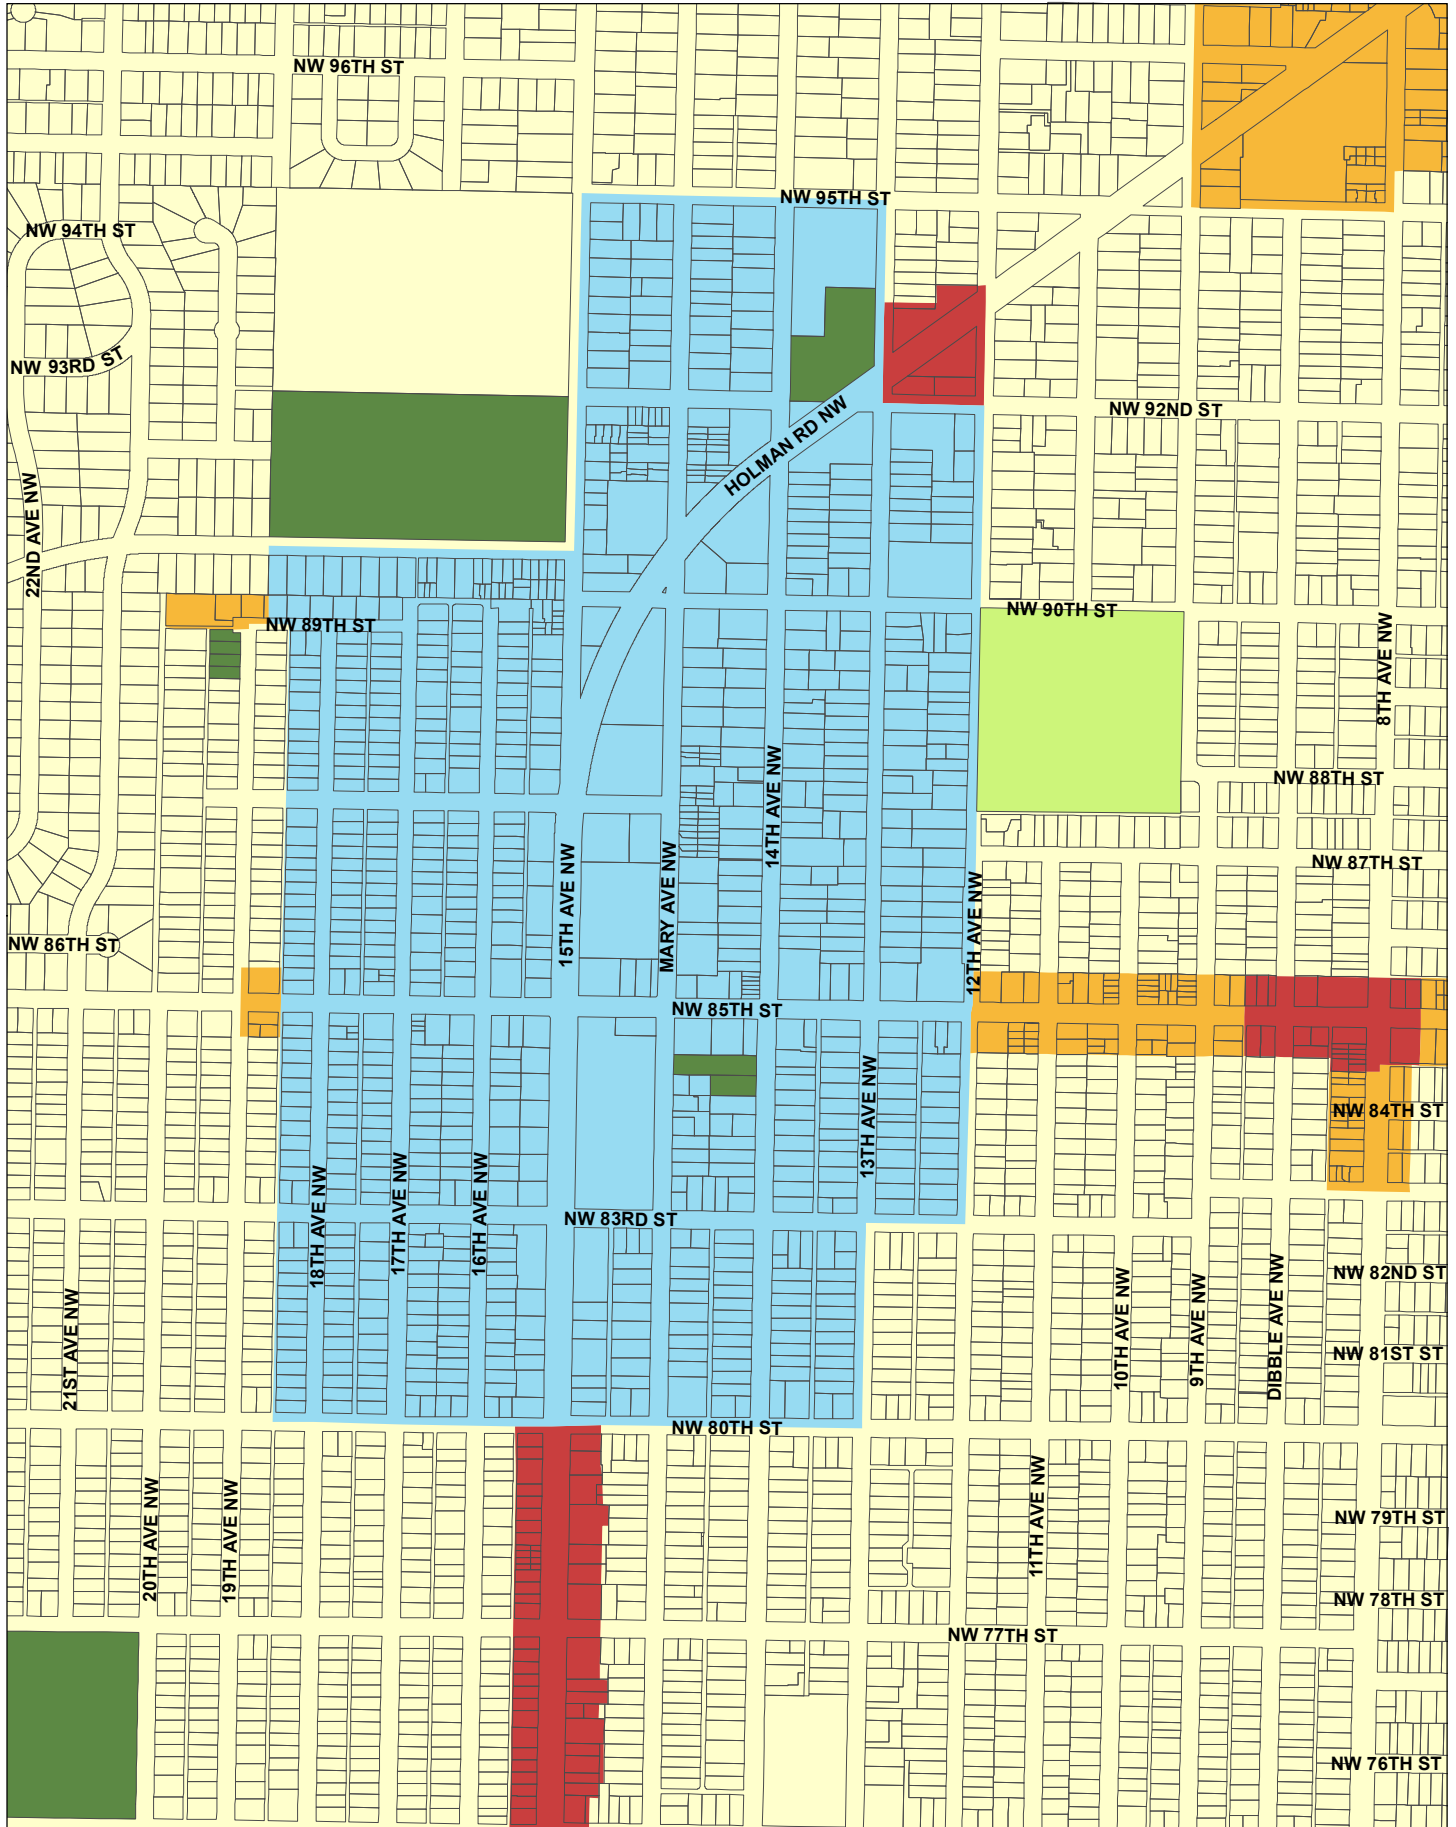 NW 96TH ST
NW 95TH ST
NW 94TH ST
NW 93RD ST
HOLMAN RD NW
NW 92ND ST
22ND AVE NW
NW 90TH ST
NW 89TH ST
8TH AVE NW
NW 88TH ST
14TH AVE NW
NW 87TH ST
15TH AVE NW
MARY AVE NW
12TH AVE NW
NW 86TH ST
NW 85TH ST
13TH AVE NW
NW 84TH ST
18TH AVE NW
17TH AVE NW
16TH AVE NW
NW 83RD ST
NW 82ND ST
21ST AVE NW
10TH AVE NW
9TH AVE NW
DIBBLE AVE NW
NW 81ST ST
NW 80TH ST
20TH AVE NW
19TH AVE NW
11TH AVE NW
NW 79TH ST
NW 78TH ST
NW 77TH ST
NW 76TH ST